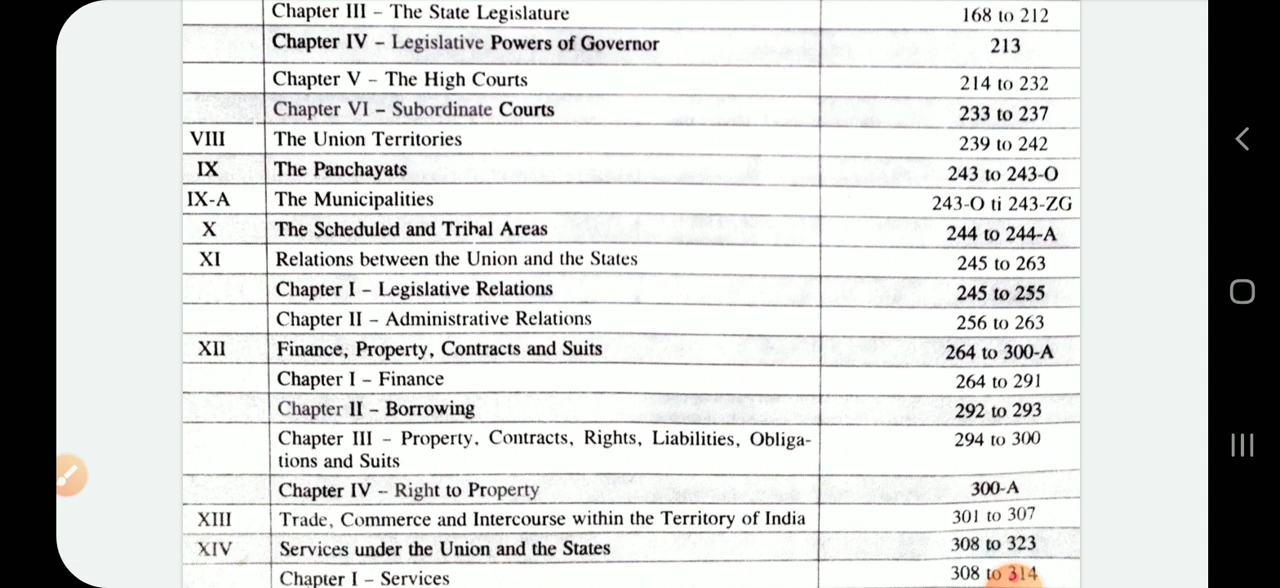 Chapter III – The State Legislature 168 to 212
Chapter IV – Legislative Powers of Governor 213
Chapter V – The High Courts 214 to 232
Chapter VI – Subordinate Courts 233 to 237
VIII The Union Territories 239 to 242
IX The Panchayats 243 to 243-O
IX-A The Municipalities 243-O ti 243-ZG
X The Scheduled and Tribal Areas 244 to 244-A
XI Relations between the Union and the States 245 to 263
Chapter I – Legislative Relations 245 to 255
Chapter II – Administrative Relations 256 to 263
XII Finance, Property, Contracts and Suits 264 to 300-A
Chapter I – Finance 264 to 291
Chapter II – Borrowing 292 to 293
Chapter III – Property, Contracts, Rights, Liabilities, Obliga- 294 to 300
tions and Suits
Chapter IV – Right to Property 300-A
XIII Trade, Commerce and Intercourse within the Territory of India 301 to 307
XIV Services under the Union and the States 308 to 323
Chapter I – Services 308 to 314